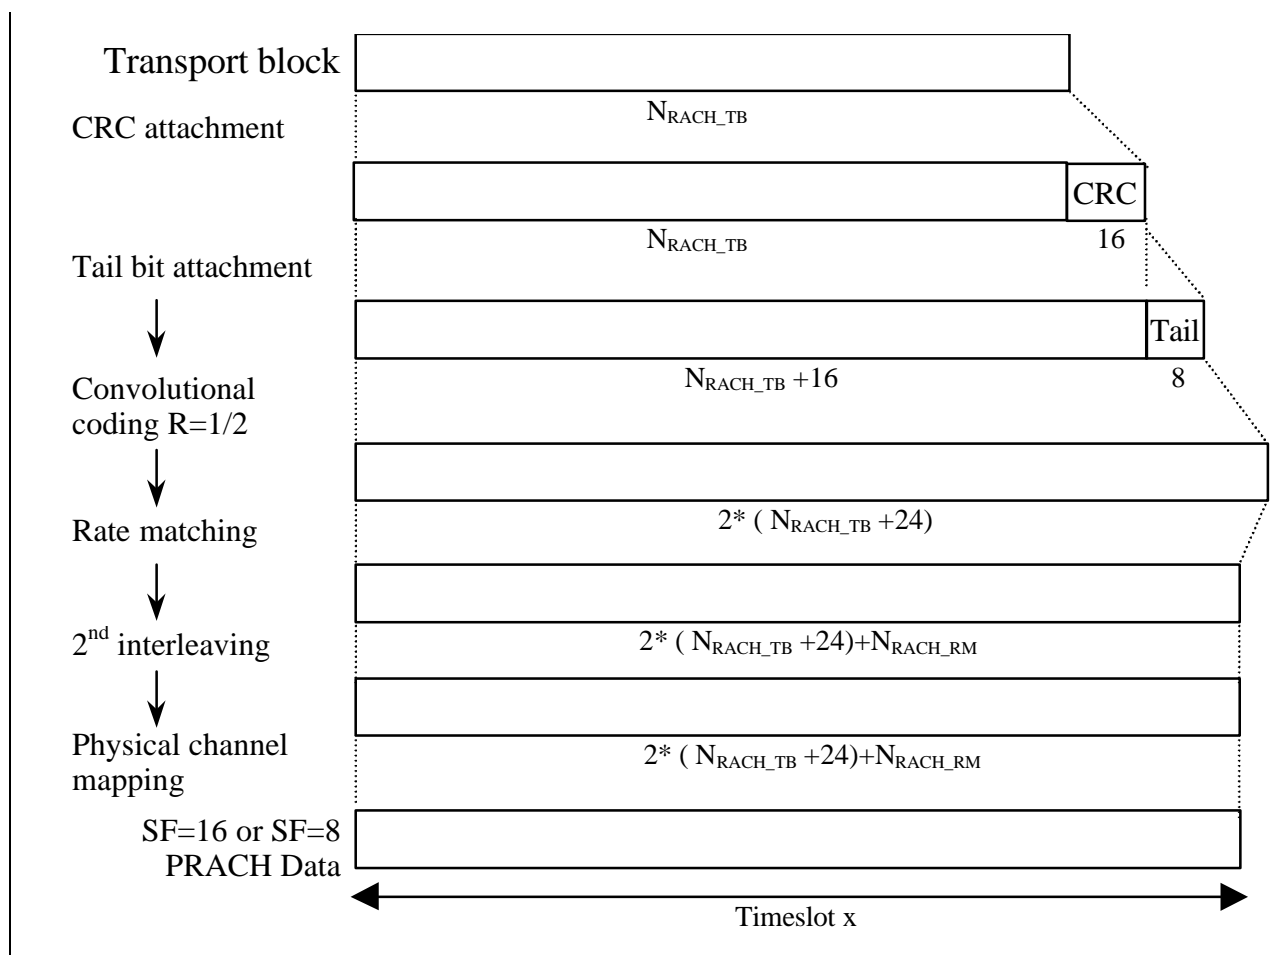 Transport block
N_RACH_TB
CRC attachment
CRC
N_RACH_TB
16
Tail bit attachment
Tail
N_RACH_TB +16
8
Convolutional
coding R=1/2
2* ( N_RACH_TB +24)
Rate matching
2nd interleaving
2* ( N_RACH_TB +24)+N_RACH_RM
Physical channel
mapping
2* ( N_RACH_TB +24)+N_RACH_RM
SF=16 or SF=8
PRACH Data
Timeslot x